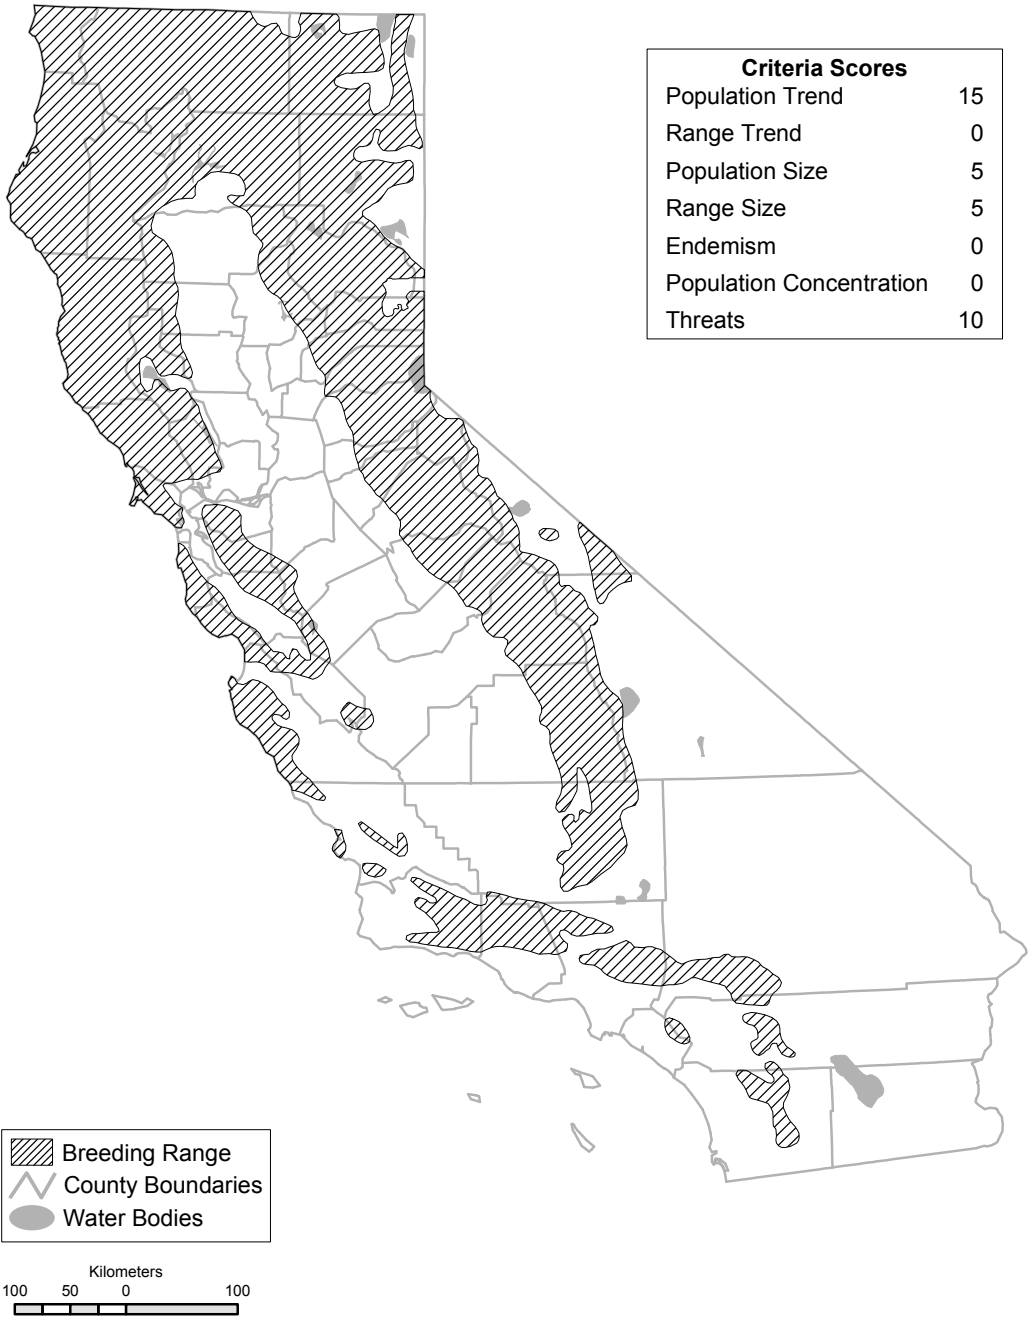 Criteria Scores
Population Trend 15
Range Trend 0
Population Size 5
Range Size 5
Endemism 0
Population Concentration 0
Threats 10
Breeding Range
County Boundaries
Water Bodies
Kilometers
100 50 0 100